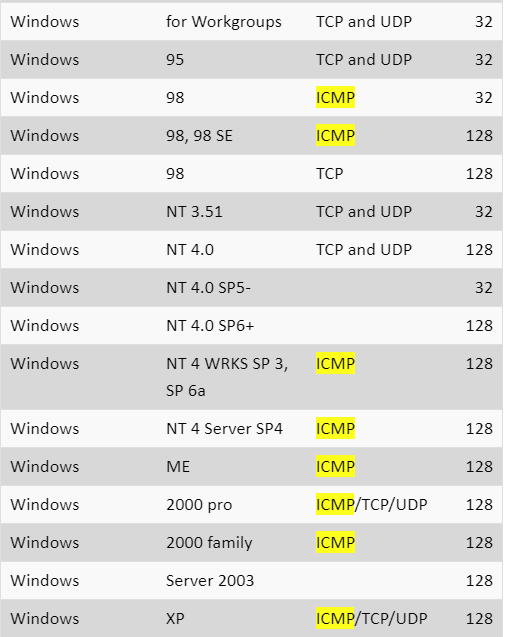 Windows for Workgroups TCP and UDP 32
Windows 95 TCP and UDP 32
Windows 98 ICMP 32
Windows 98, 98 SE ICMP 128
Windows 98 TCP 128
Windows NT 3.51 TCP and UDP 32
Windows NT 4.0 TCP and UDP 128
Windows NT 4.0 SP5- 32
Windows NT 4.0 SP6+ 128
Windows NT 4 WRKS SP 3, ICMP 128
SP 6a
Windows NT 4 Server SP4 ICMP 128
Windows ME ICMP 128
Windows 2000 pro ICMP/TCP/UDP 128
Windows 2000 family ICMP 128
Windows Server 2003 128
Windows XP ICMP/TCP/UDP 128